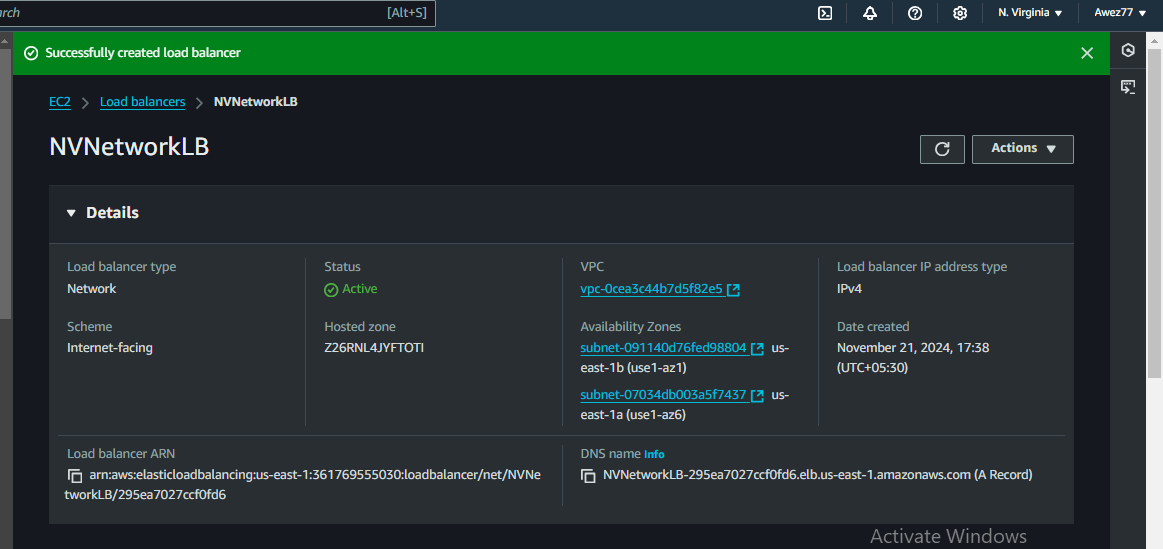 rch [Alt+S] N. Virginia Awez77
Successfully created load balancer
EC2 Load balancers NVNetworkLB
NVNetworkLB
Actions
Details
Load balancer type
Network
Status
Active
VPC
vpc-0cea3c44b7d5f82e5
Load balancer IP address type
IPv4
Scheme
Internet-facing
Hosted zone
Z26RNL4JYFTOTI
Availability Zones
subnet-091140d76fed98804 us-
east-1b (use1-az1)
subnet-07034db003a5f7437 us-
east-1a (use1-az6)
Date created
November 21, 2024, 17:38
(UTC+05:30)
Load balancer ARN
arn:aws:elasticloadbalancing:us-east-1:361769555030:loadbalancer/net/NVNe
tworkLB/295ea7027ccf0fd6
DNS name Info
NVNetworkLB-295ea7027ccf0fd6.elb.us-east-1.amazonaws.com (A Record)
Activate Windows